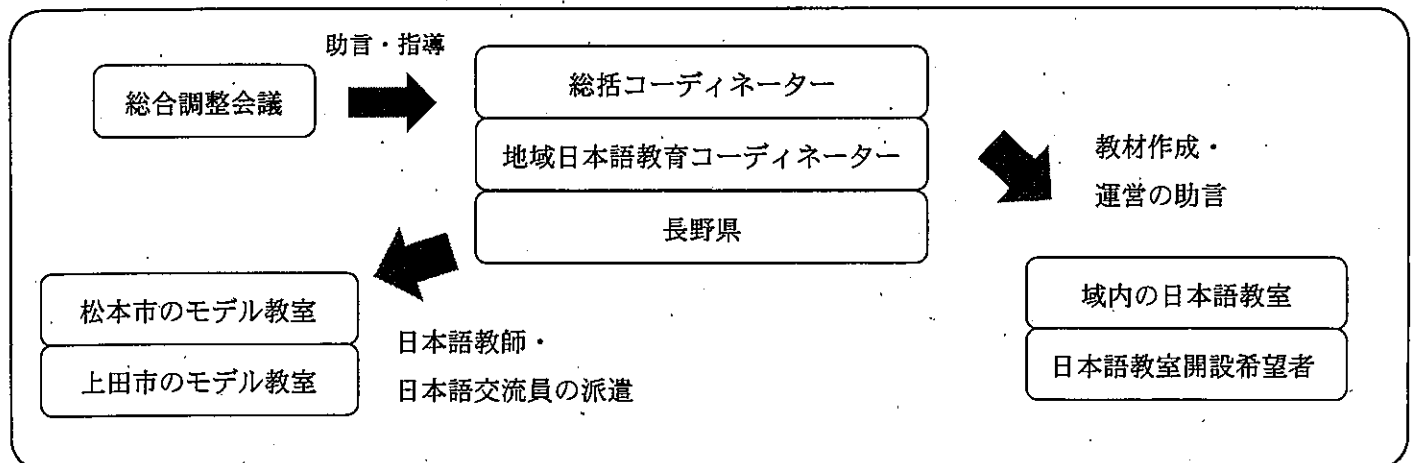 助言・指導
総合調整会議
総括コーディネーター
地域日本語教育コーディネーター
長野県
教材作成・
運営の助言
松本市のモデル教室
上田市のモデル教室
日本語教師・
日本語交流員の派遣
域内の日本語教室
日本語教室開設希望者